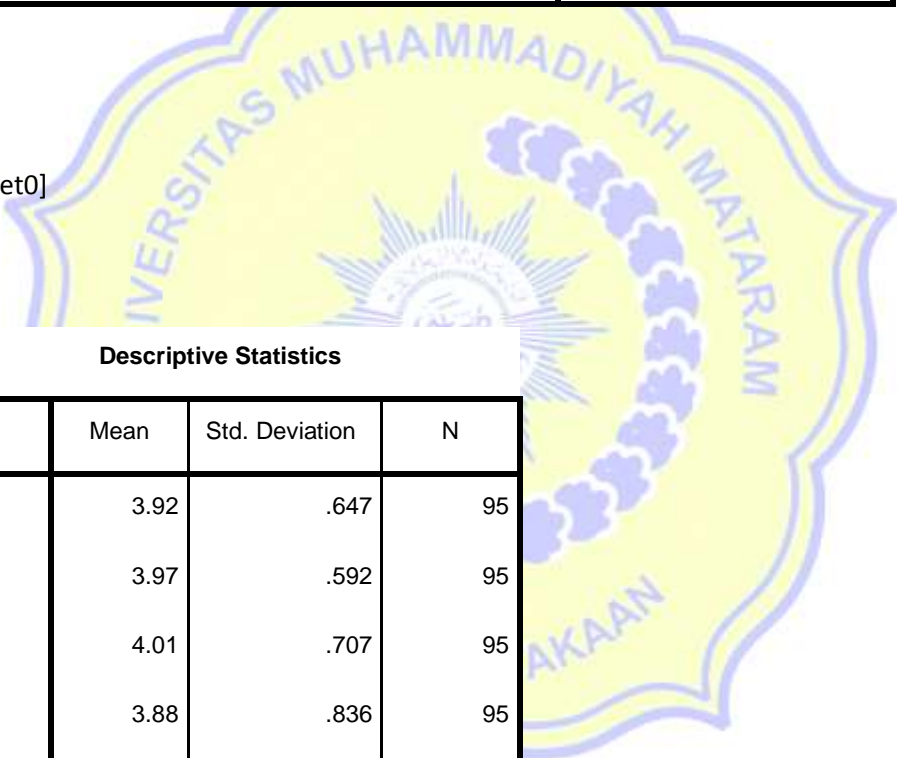 UNIVERSITAS MUHAMMADIYAH MATARAM
et0]
Descriptive Statistics
Mean Std. Deviation N
3.92 .647 95
3.97 .592 95
4.01 .707 95
3.88 .836 95
AKAAN